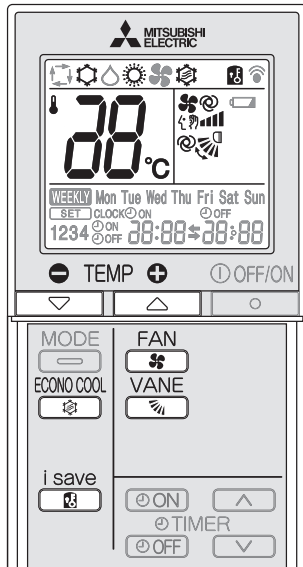 MITSUBISHI
ELECTRIC
88°C
WEEKLY Mon Tue Wed Thu Fri Sat Sun
SET CLOCK ON OFF
1234 ON OFF 88:88 88:88
TEMP OFF/ON
MODE FAN
ECONO COOL VANE
i save
ON
TIMER
OFF